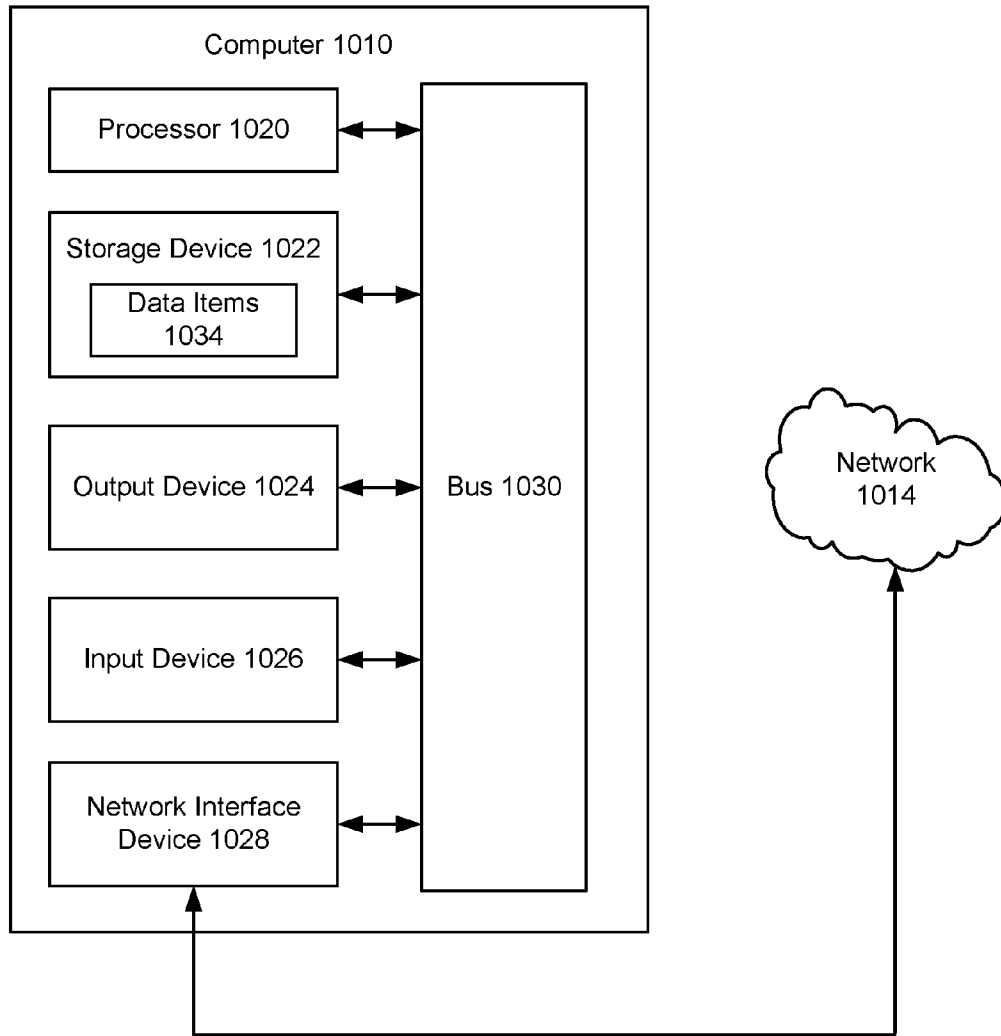 Computer 1010
Processor 1020
Storage Device 1022
Data Items
1034
Output Device 1024
Input Device 1026
Network Interface
Device 1028
Bus 1030
Network
1014